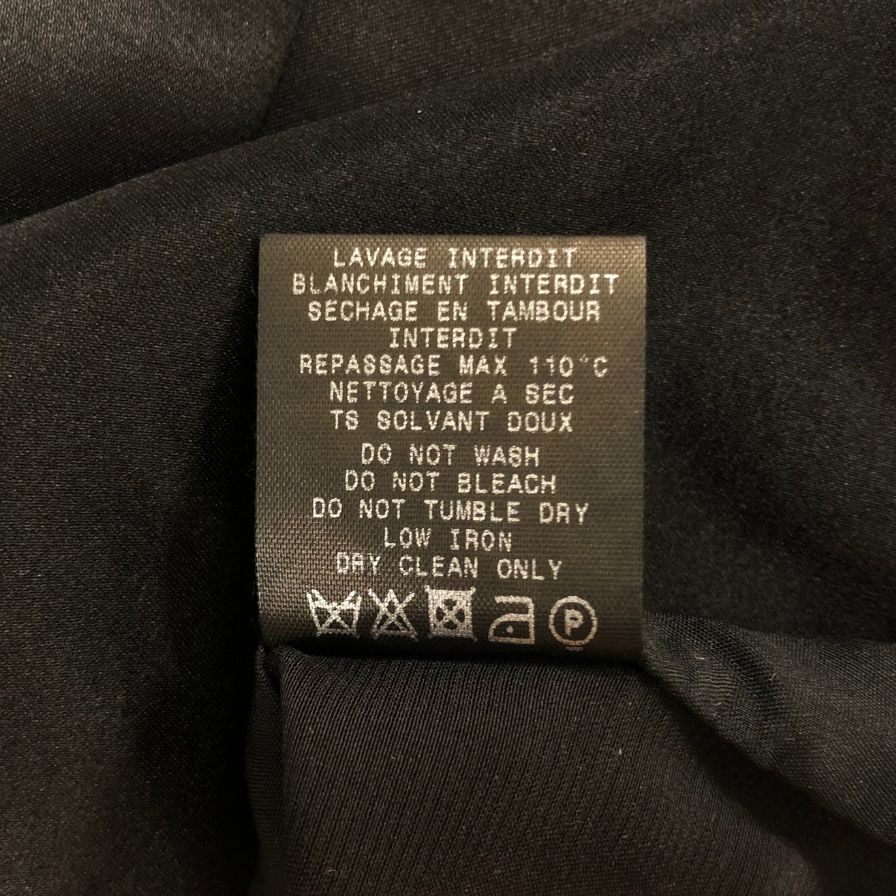 LAVAGE INTERDIT
BLANCHIMENT INTERDIT
SECHAGE EN TAMBOUR
INTERDIT
REPASSAGE MAX 110°C
NETTOYAGE A SEC
TS SOLVANT DOUX
DO NOT WASH
DO NOT BLEACH
DO NOT TUMBLE DRY
LOW IRON
DRY CLEAN ONLY
P